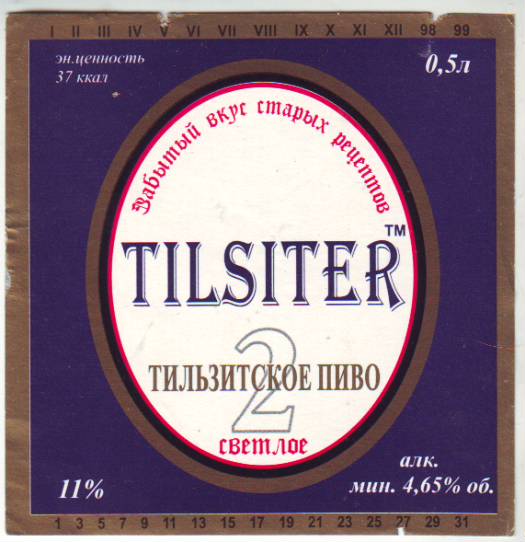 I II III IV V VI VII VIII IX X XI XII 98 99
эн.ценность
37 ккал
0,5л
Забытый вкус старых рецептов
TILSITER™
2
ТИЛЬЗИТСКОЕ ПИВО
светлое
11%
алк.
мин. 4,65% об.
1 3 5 7 9 11 13 15 17 19 21 23 25 27 29 31